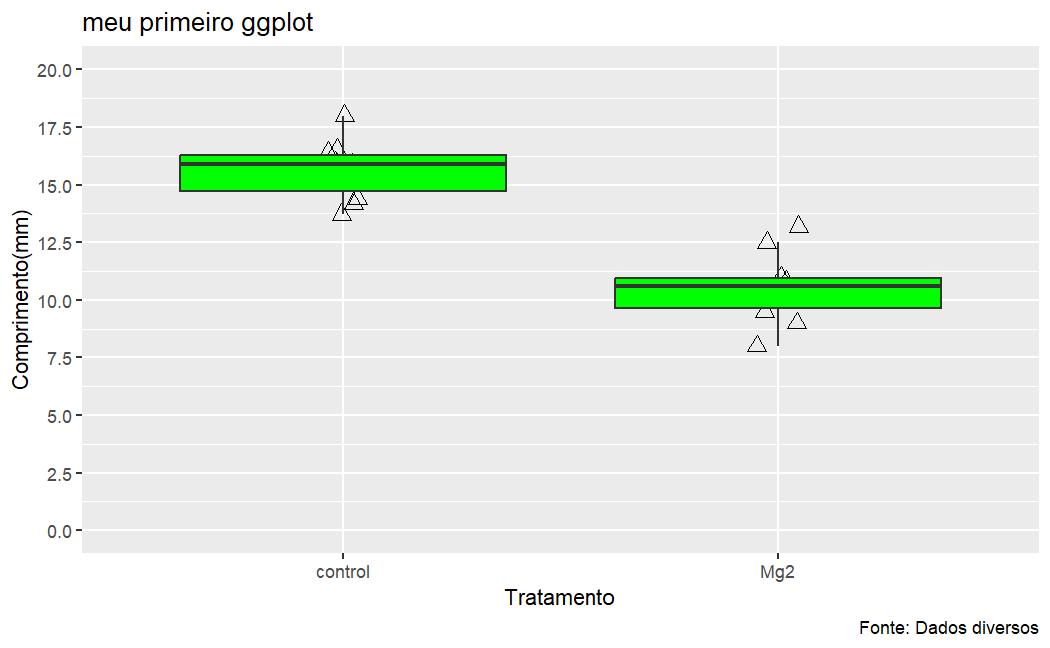 meu primeiro ggplot
Comprimento(mm)
20.0
17.5
15.0
12.5
10.0
7.5
5.0
2.5
0.0
control Mg2
Tratamento
Fonte: Dados diversos